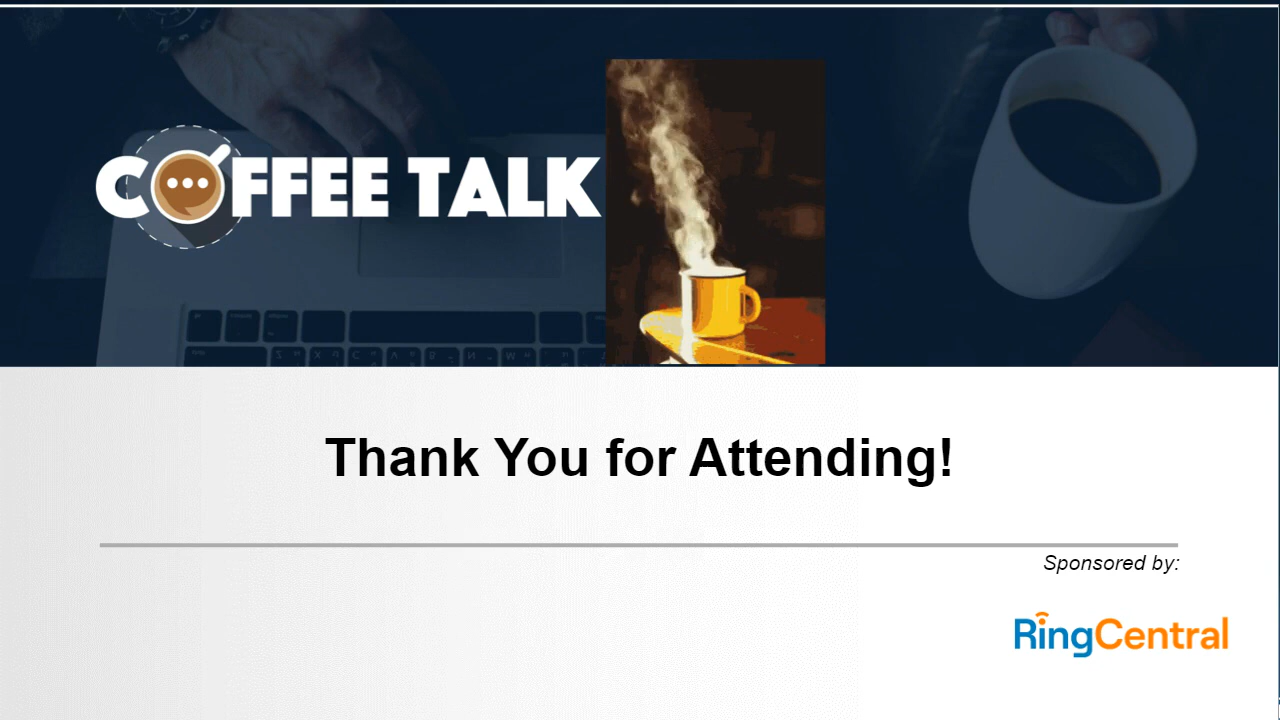 COFFEE TALK
Thank You for Attending!
Sponsored by:
RingCentral